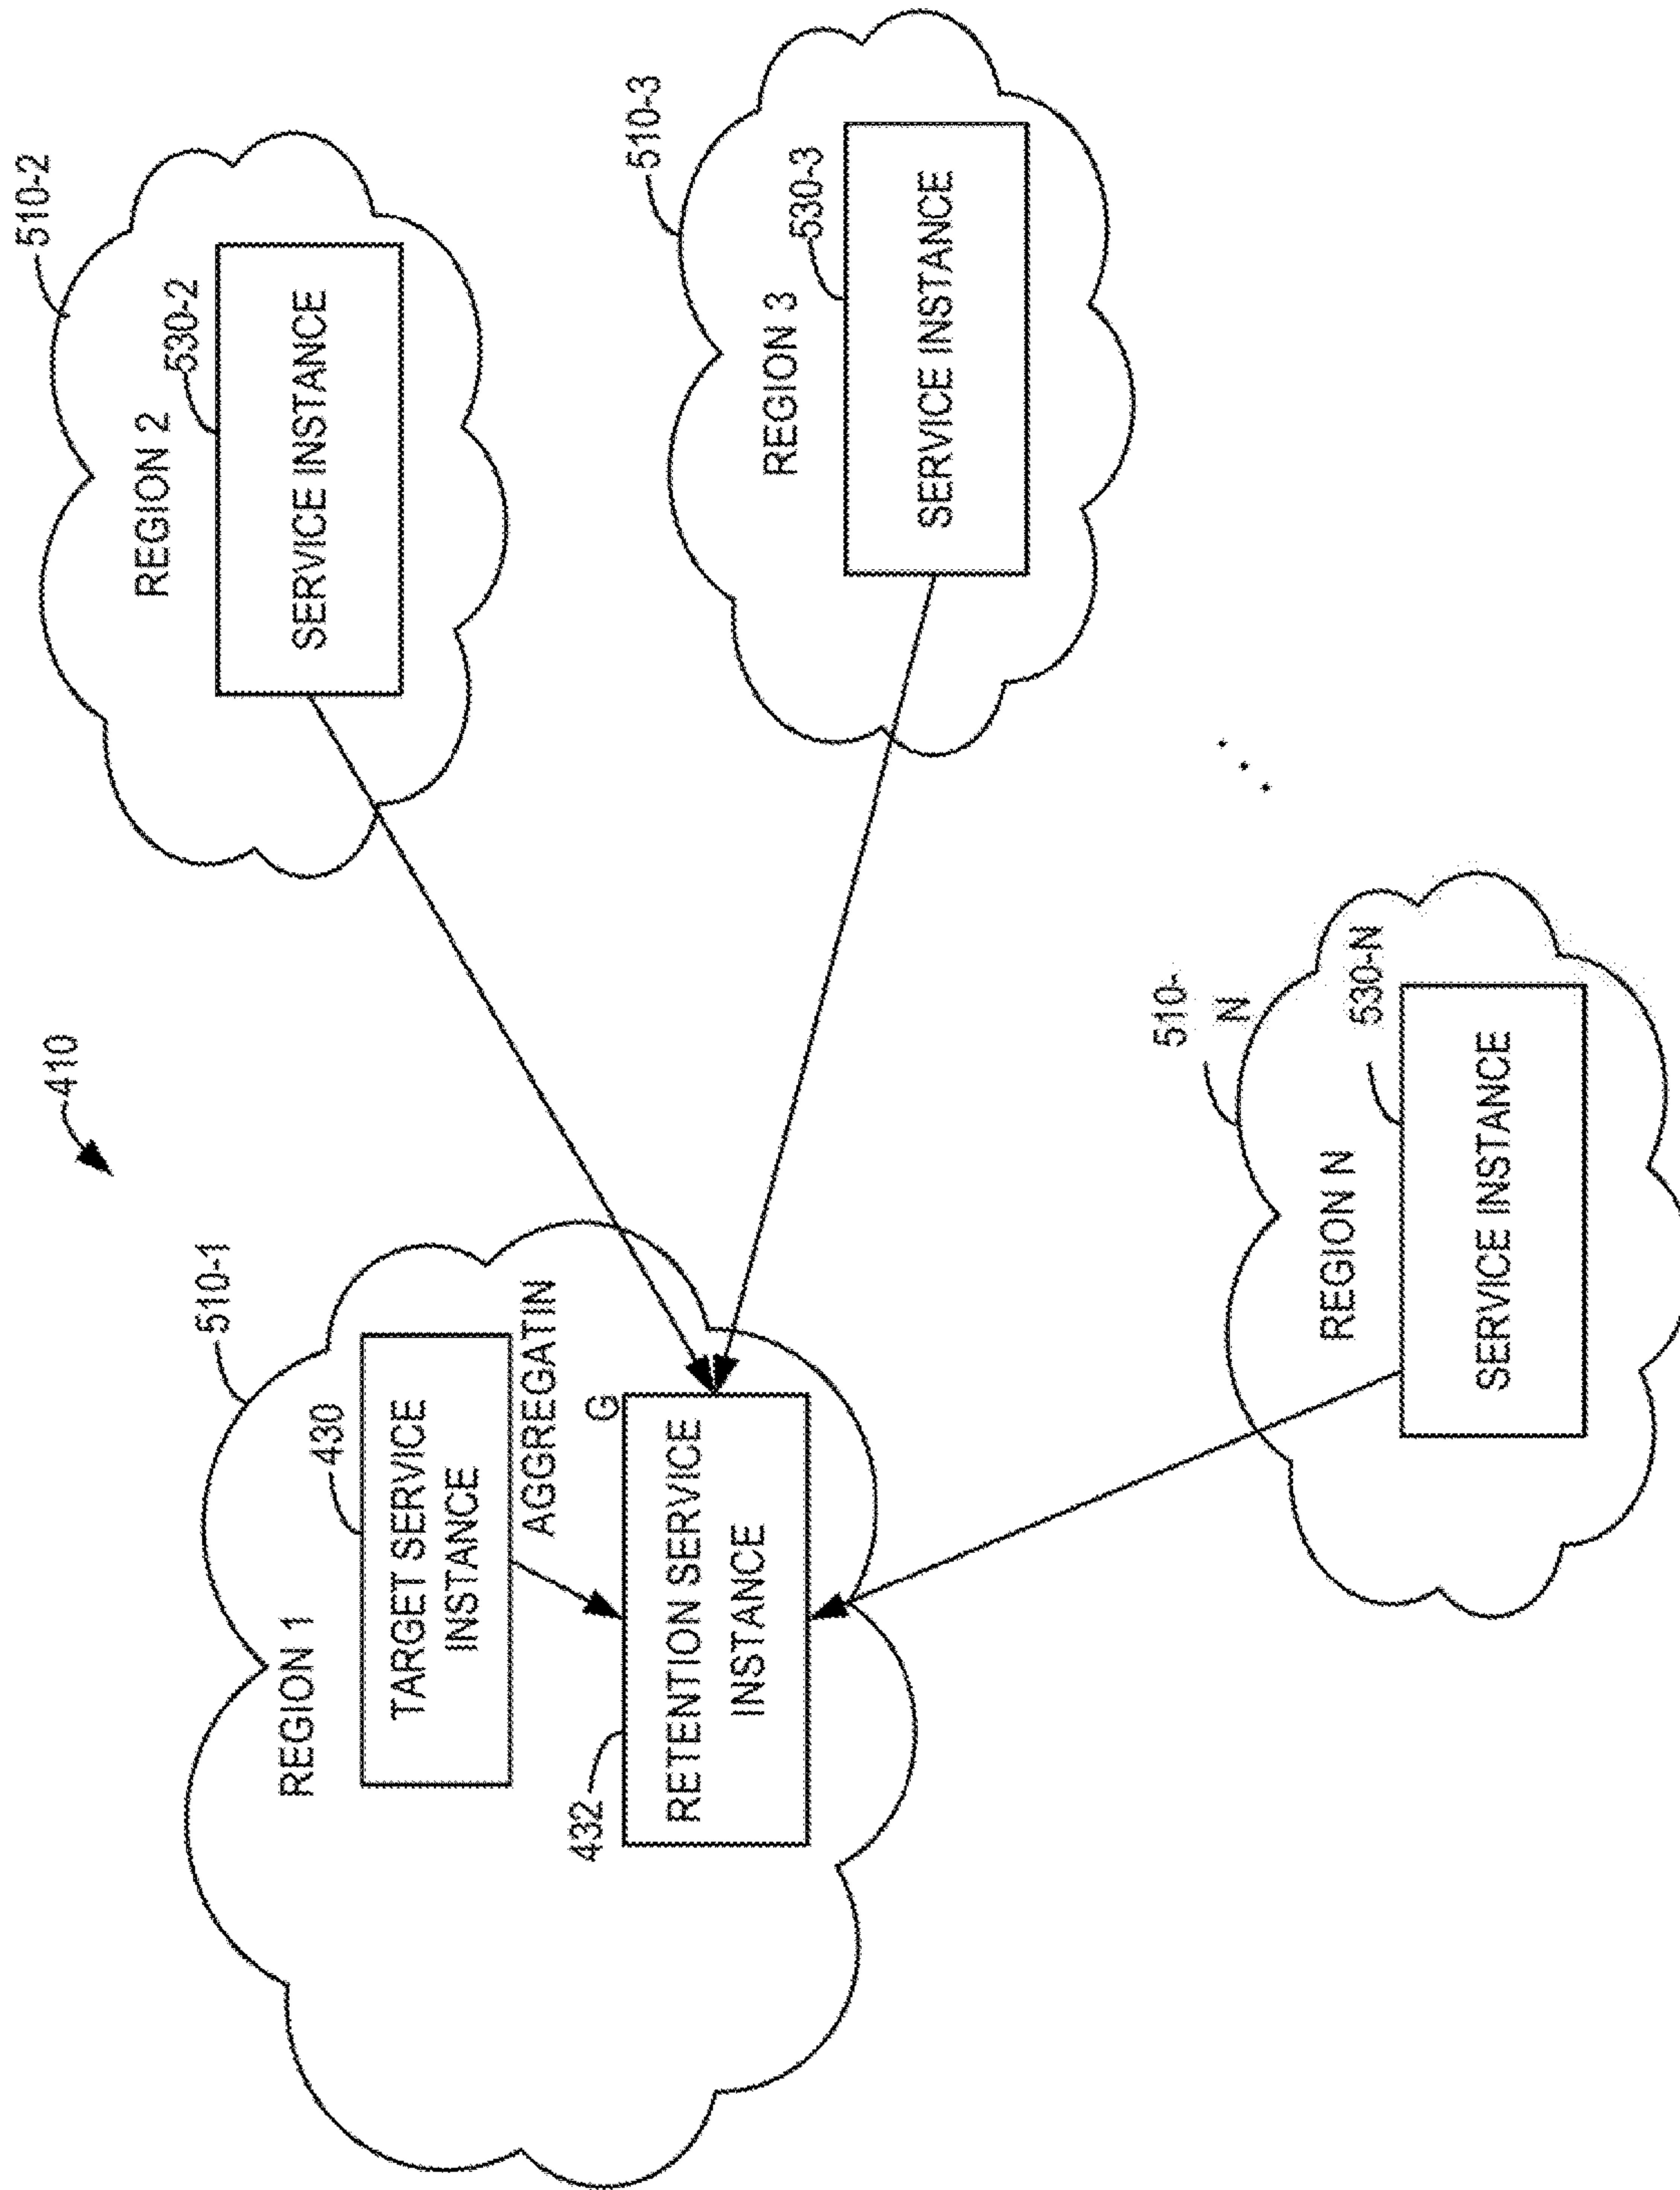 410
510-1
REGION 1
430
TARGET SERVICE
INSTANCE
AGGREGATIN
G
432
RETENTION SERVICE
INSTANCE
510-2
REGION 2
530-2
SERVICE INSTANCE
510-3
REGION 3
530-3
SERVICE INSTANCE
. . .
510-
N
REGION N
530-N
SERVICE INSTANCE